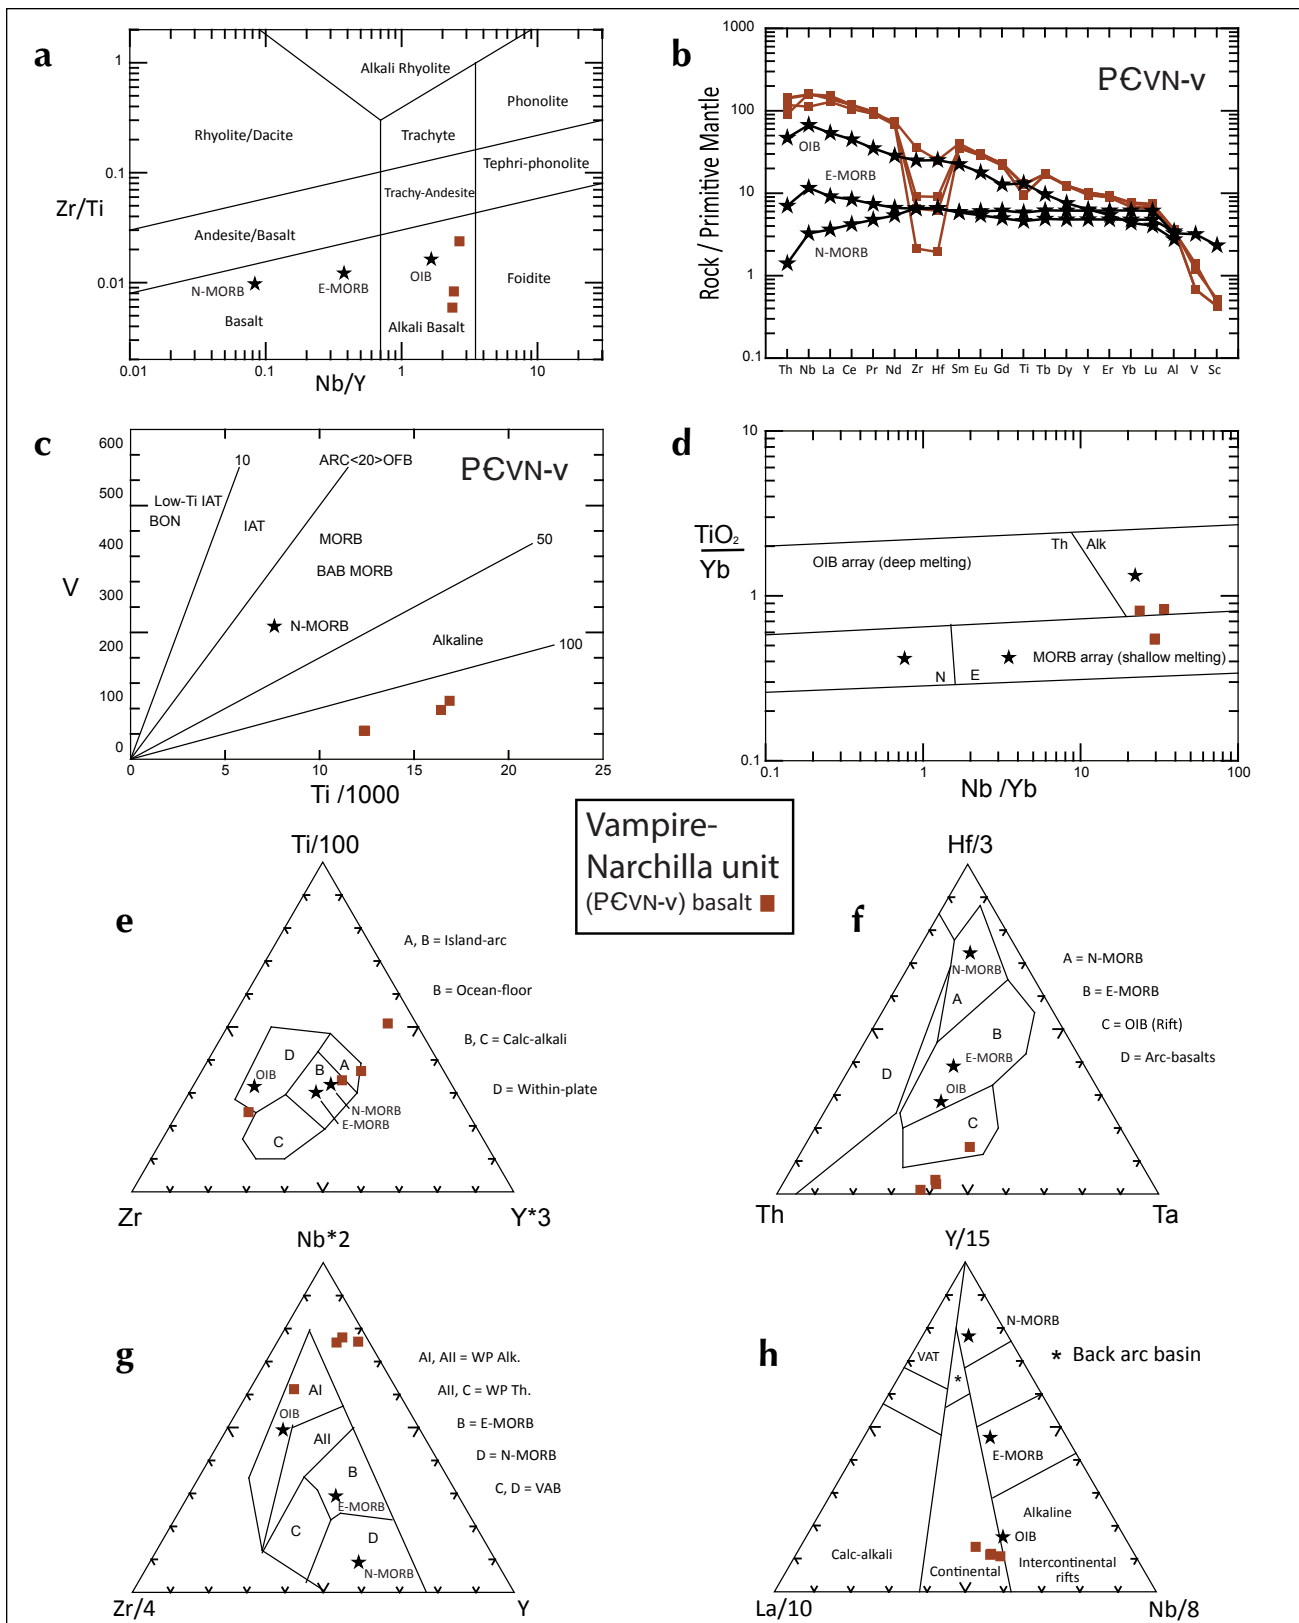 a
1
0.1
0.01
Zr/Ti
Alkali Rhyolite
Phonolite
Rhyolite/Dacite
Trachyte
Tephri-phonolite
Trachy-Andesite
Andesite/Basalt
N-MORB
E-MORB
OIB
Foidite
Basalt
Alkali Basalt
0.01
0.1
1
10
Nb/Y
b
PЄVN-v
1000
100
10
1
0.1
Rock / Primitive Mantle
OIB
E-MORB
N-MORB
Th Nb La Ce Pr Nd Zr Hf Sm Eu Gd Ti Tb Dy Y Er Yb Lu Al V Sc
c
PЄVN-v
600
500
400
300
200
100
0
V
10
ARC<20>OFB
Low-Ti IAT
BON
IAT
MORB
BAB MORB
50
N-MORB
Alkaline
100
0 5 10 15 20 25
Ti /1000
d
10
1
0.1
TiO2
Yb
Th Alk
OIB array (deep melting)
MORB array (shallow melting)
N E
0.1 1 10 100
Nb /Yb
Vampire-
Narchilla unit
(PЄVN-v) basalt
e
Ti/100
A, B = Island-arc
B = Ocean-floor
B, C = Calc-alkali
D = Within-plate
D
OIB
B
A
N-MORB
E-MORB
C
Zr
Y*3
f
Hf/3
N-MORB
A
B
E-MORB
D
OIB
C
A = N-MORB
B = E-MORB
C = OIB (Rift)
D = Arc-basalts
Th
Ta
g
Nb*2
AI, AII = WP Alk.
AII, C = WP Th.
B = E-MORB
D = N-MORB
C, D = VAB
AI
OIB
AII
B
E-MORB
C
D
N-MORB
Zr/4
Y
h
Y/15
N-MORB
VAT
*
* Back arc basin
E-MORB
Alkaline
OIB
Calc-alkali
Continental
Intercontinental
rifts
La/10
Nb/8